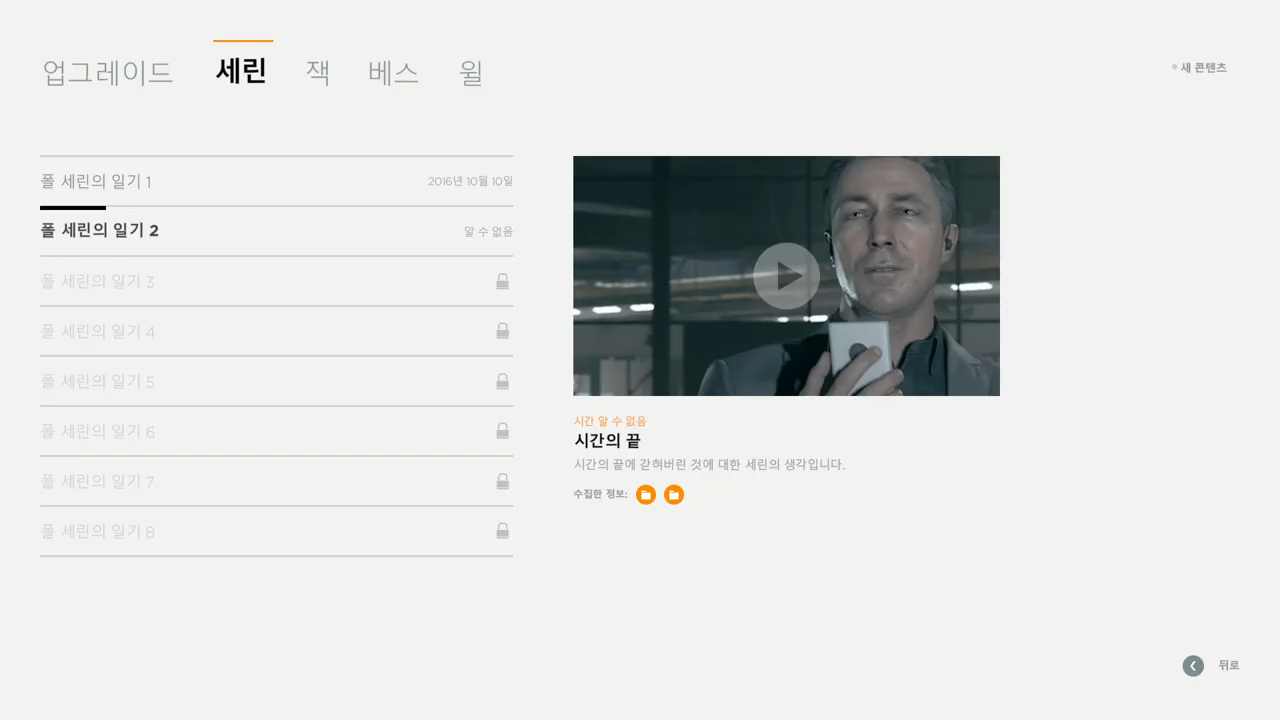 업그레이드 세린 잭 베스 윌
새 콘텐츠
폴 세린의 일기 1 2016년 10월 10일
폴 세린의 일기 2 알 수 없음
폴 세린의 일기 3
폴 세린의 일기 4
폴 세린의 일기 5
폴 세린의 일기 6
폴 세린의 일기 7
폴 세린의 일기 8
시간 알 수 없음
시간의 끝
시간의 끝에 갇혀버린 것에 대한 세린의 생각입니다.
수집한 정보:
뒤로